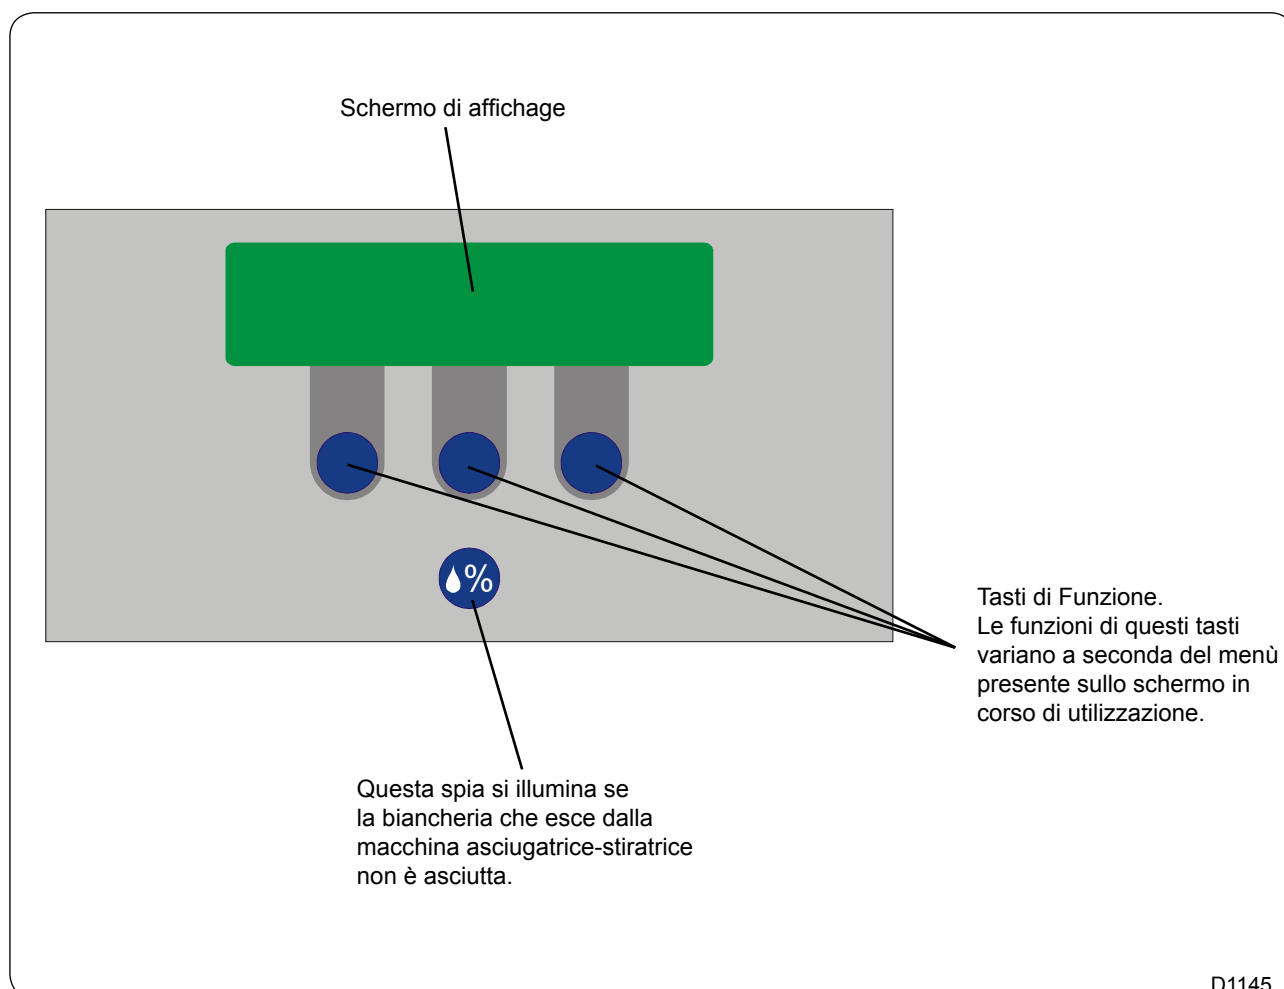 Schermo di affichage
%
Tasti di Funzione.
Le funzioni di questi tasti
variano a seconda del menù
presente sullo schermo in
corso di utilizzazione.
Questa spia si illumina se
la biancheria che esce dalla
macchina asciugatrice-stiratrice
non è asciutta.
D1145